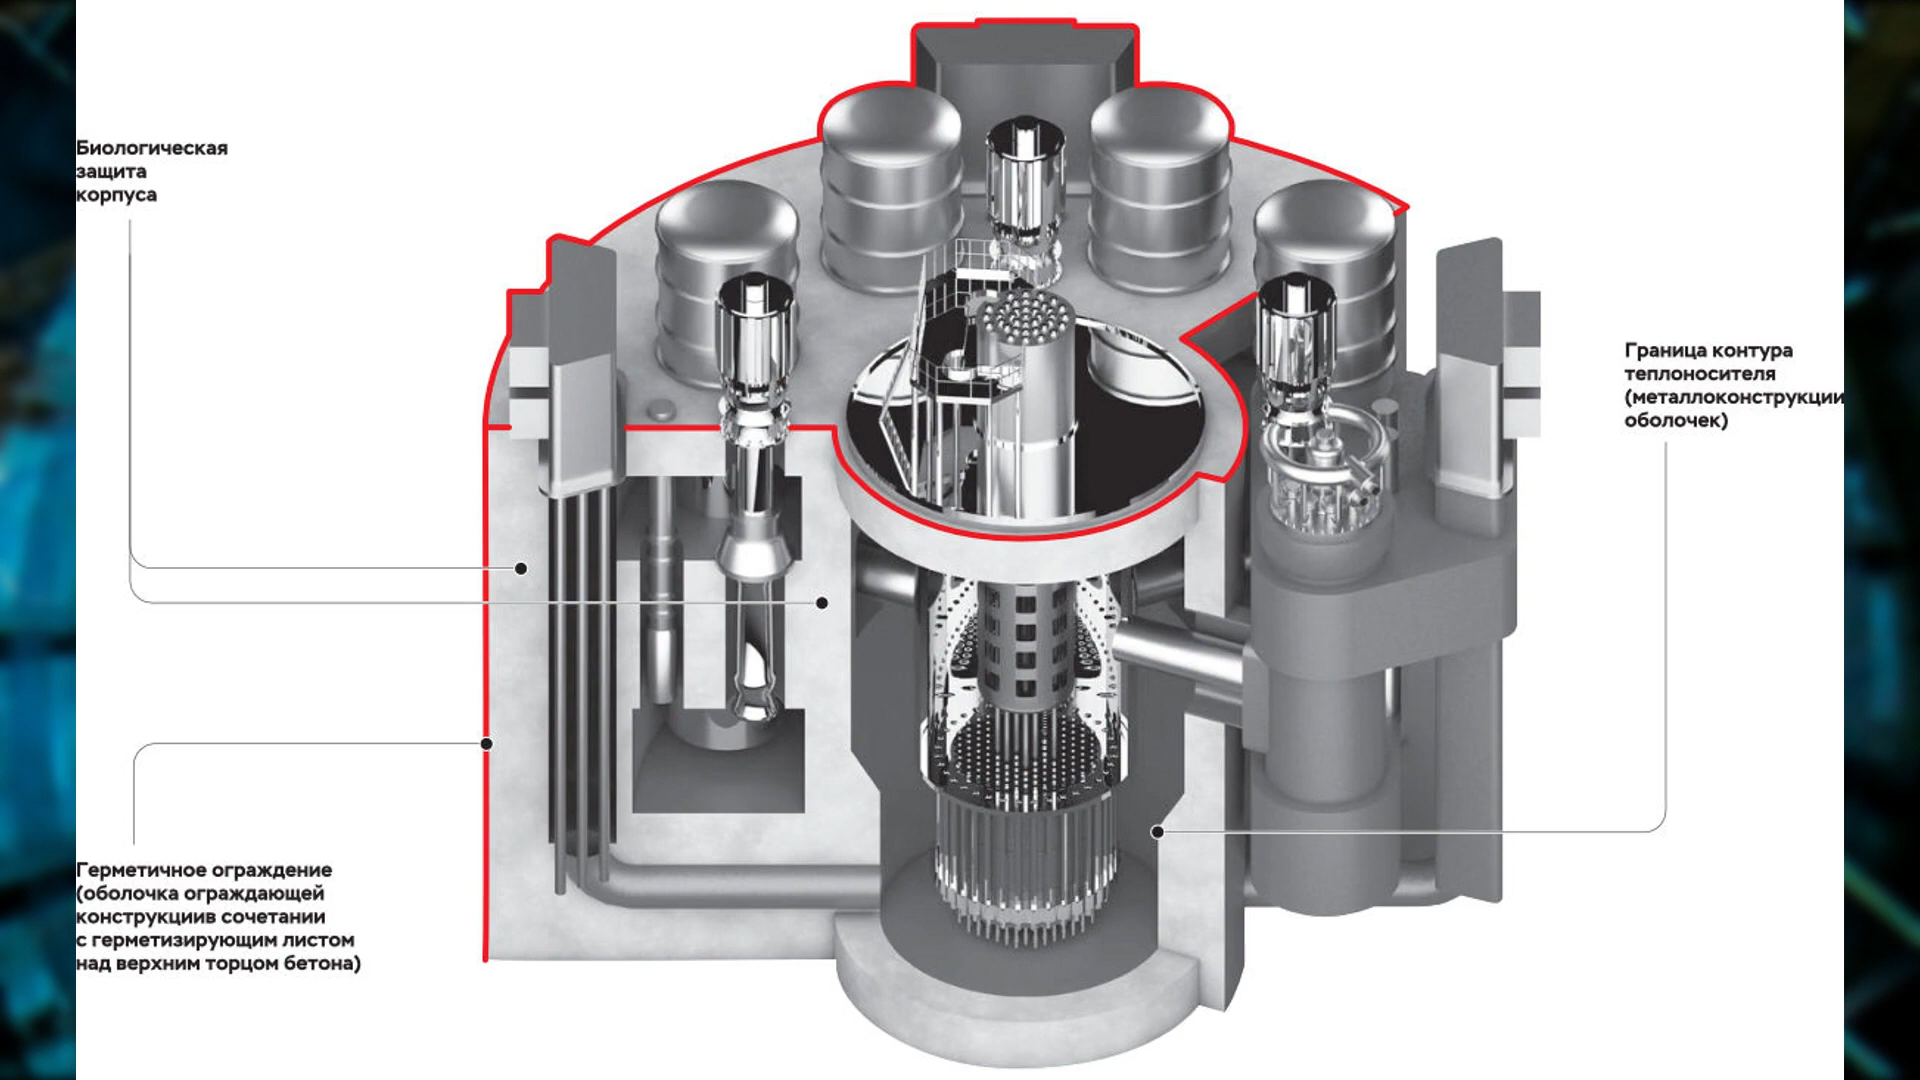 Биологическая
защита
корпуса
Граница контура
теплоносителя
(металлоконструкции
оболочек)
Герметичное ограждение
(оболочка ограждающей
конструкциив сочетании
с герметизирующим листом
над верхним торцом бетона)